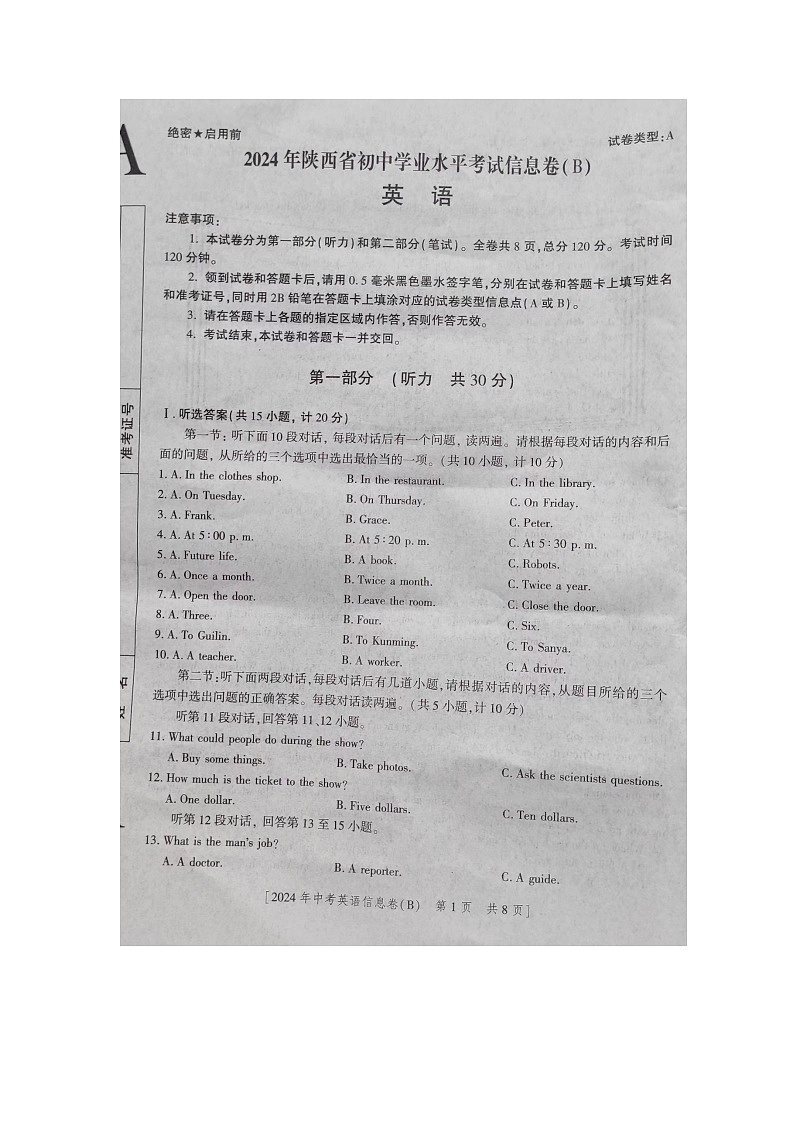 A
绝密★启用前
试卷类型:A
2024年陕西省初中学业水平考试信息卷(B)
英 语
注意事项:
1. 本试卷分为第一部分(听力)和第二部分(笔试)。全卷共8页,总分120分。考试时间
120分钟。
2. 领到试卷和答题卡后,请用0.5毫米黑色墨水签字笔,分别在试卷和答题卡上填写姓名
和准考证号,同时用2B铅笔在答题卡上填涂对应的试卷类型信息点(A或B)。
3. 请在答题卡上各题的指定区域内作答,否则作答无效。
4. 考试结束,本试卷和答题卡一并交回。
第一部分 (听力 共30分)
Ⅰ.听选答案(共15小题, 计20分)
第一节: 听下面10段对话, 每段对话后有一个问题, 读两遍。请根据每段对话的内容和后
面的问题, 从所给的三个选项中选出最恰当的一项。(共10小题, 计10分)
1. A. In the clothes shop. B. In the restaurant. C. In the library.
2. A. On Tuesday. B. On Thursday. C. On Friday.
3. A. Frank. B. Grace. C. Peter.
4. A. At 5:00 p. m. B. At 5:20 p. m. C. At 5:30 p. m.
5. A. Future life. B. A book. C. Robots.
6. A. Once a month. B. Twice a month. C. Twice a year.
7. A. Open the door. B. Leave the room. C. Close the door.
8. A. Three. B. Four. C. Six.
9. A. To Guilin. B. To Kunming. C. To Sanya.
10. A. A teacher. B. A worker. C. A driver.
第二节:听下面两段对话,每段对话后有几道小题,请根据对话的内容,从题目所给的三个
选项中选出问题的正确答案。每段对话读两遍。(共5小题,计10分)
听第11段对话,回答第11、12小题。
11. What could people do during the show?
A. Buy some things. B. Take photos. C. Ask the scientists questions.
12. How much is the ticket to the show?
A. One dollar. B. Five dollars. C. Ten dollars.
听第12段对话, 回答第13至15小题。
13. What is the man's job?
A. A doctor. B. A reporter. C. A guide.
[2024年中考英语信息卷(B) 第1页 共8页]
准考证号
姓 名